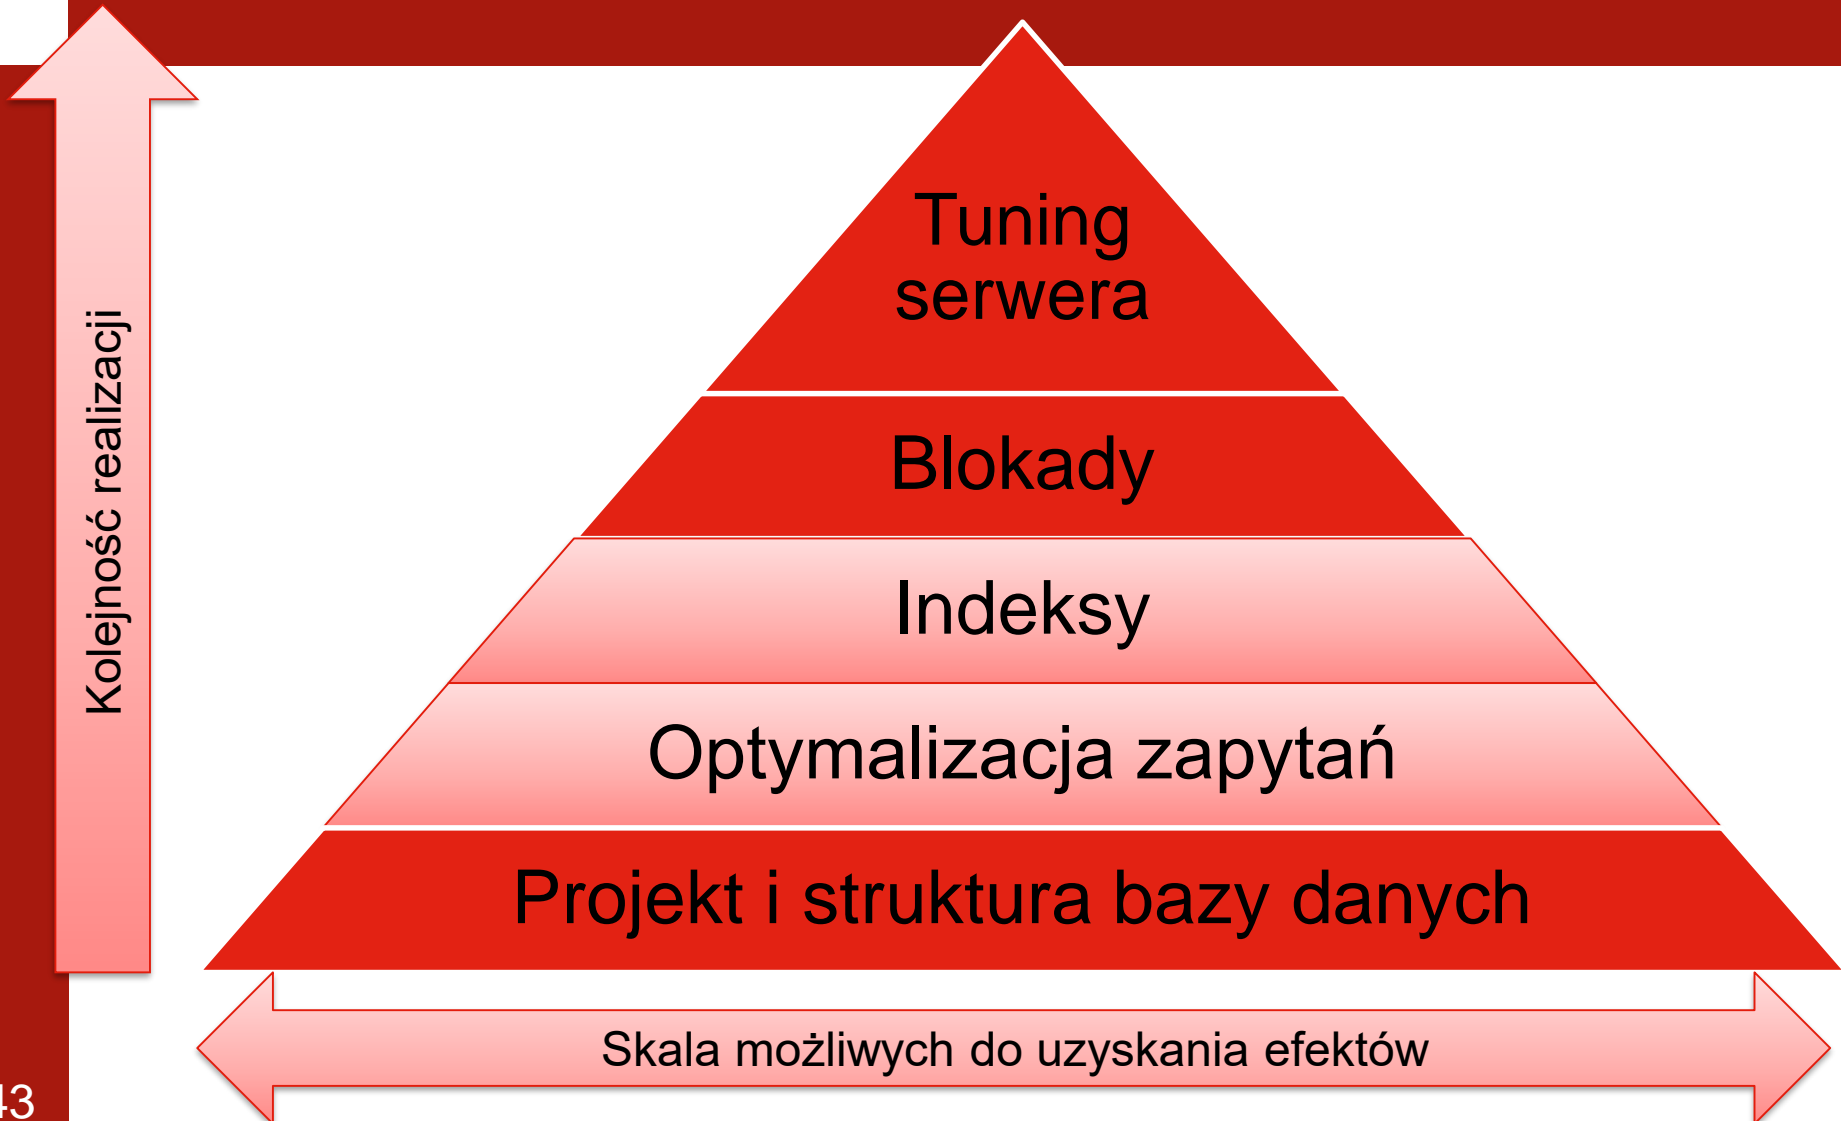 Tuning
serwera
Blokady
Indeksy
Optymalizacja zapytań
Projekt i struktura bazy danych
Kolejność realizacji
Skala możliwych do uzyskania efektów
43